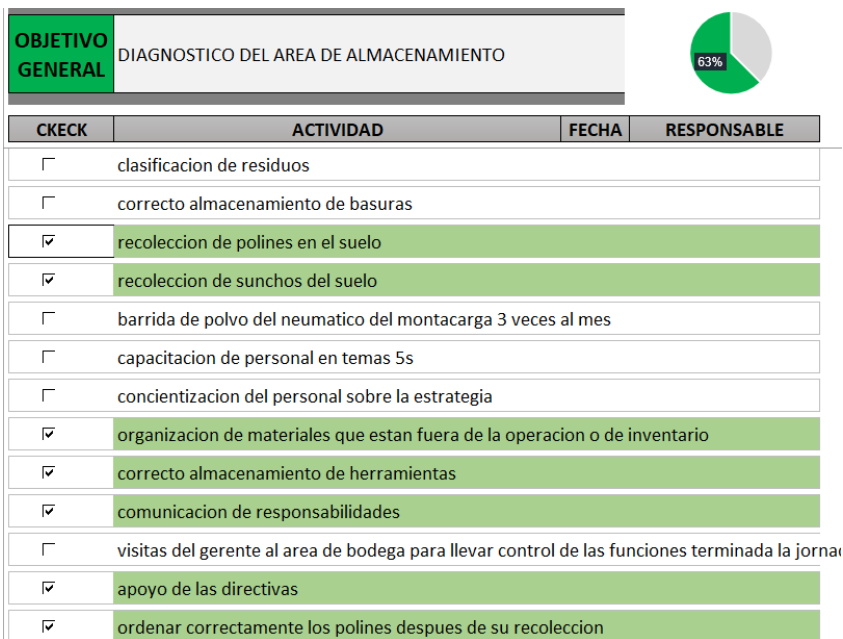 OBJETIVO
GENERAL
DIAGNOSTICO DEL AREA DE ALMACENAMIENTO
63%
CKECK ACTIVIDAD FECHA RESPONSABLE
clasificacion de residuos
correcto almacenamiento de basuras
recoleccion de polines en el suelo
recoleccion de sunchos del suelo
barrida de polvo del neumatico del montacarga 3 veces al mes
capacitacion de personal en temas 5s
concientizacion del personal sobre la estrategia
organizacion de materiales que estan fuera de la operacion o de inventario
correcto almacenamiento de herramientas
comunicacion de responsabilidades
visitas del gerente al area de bodega para llevar control de las funciones terminada la
apoyo de las directivas
ordenar correctamente los polines despues de su recoleccion